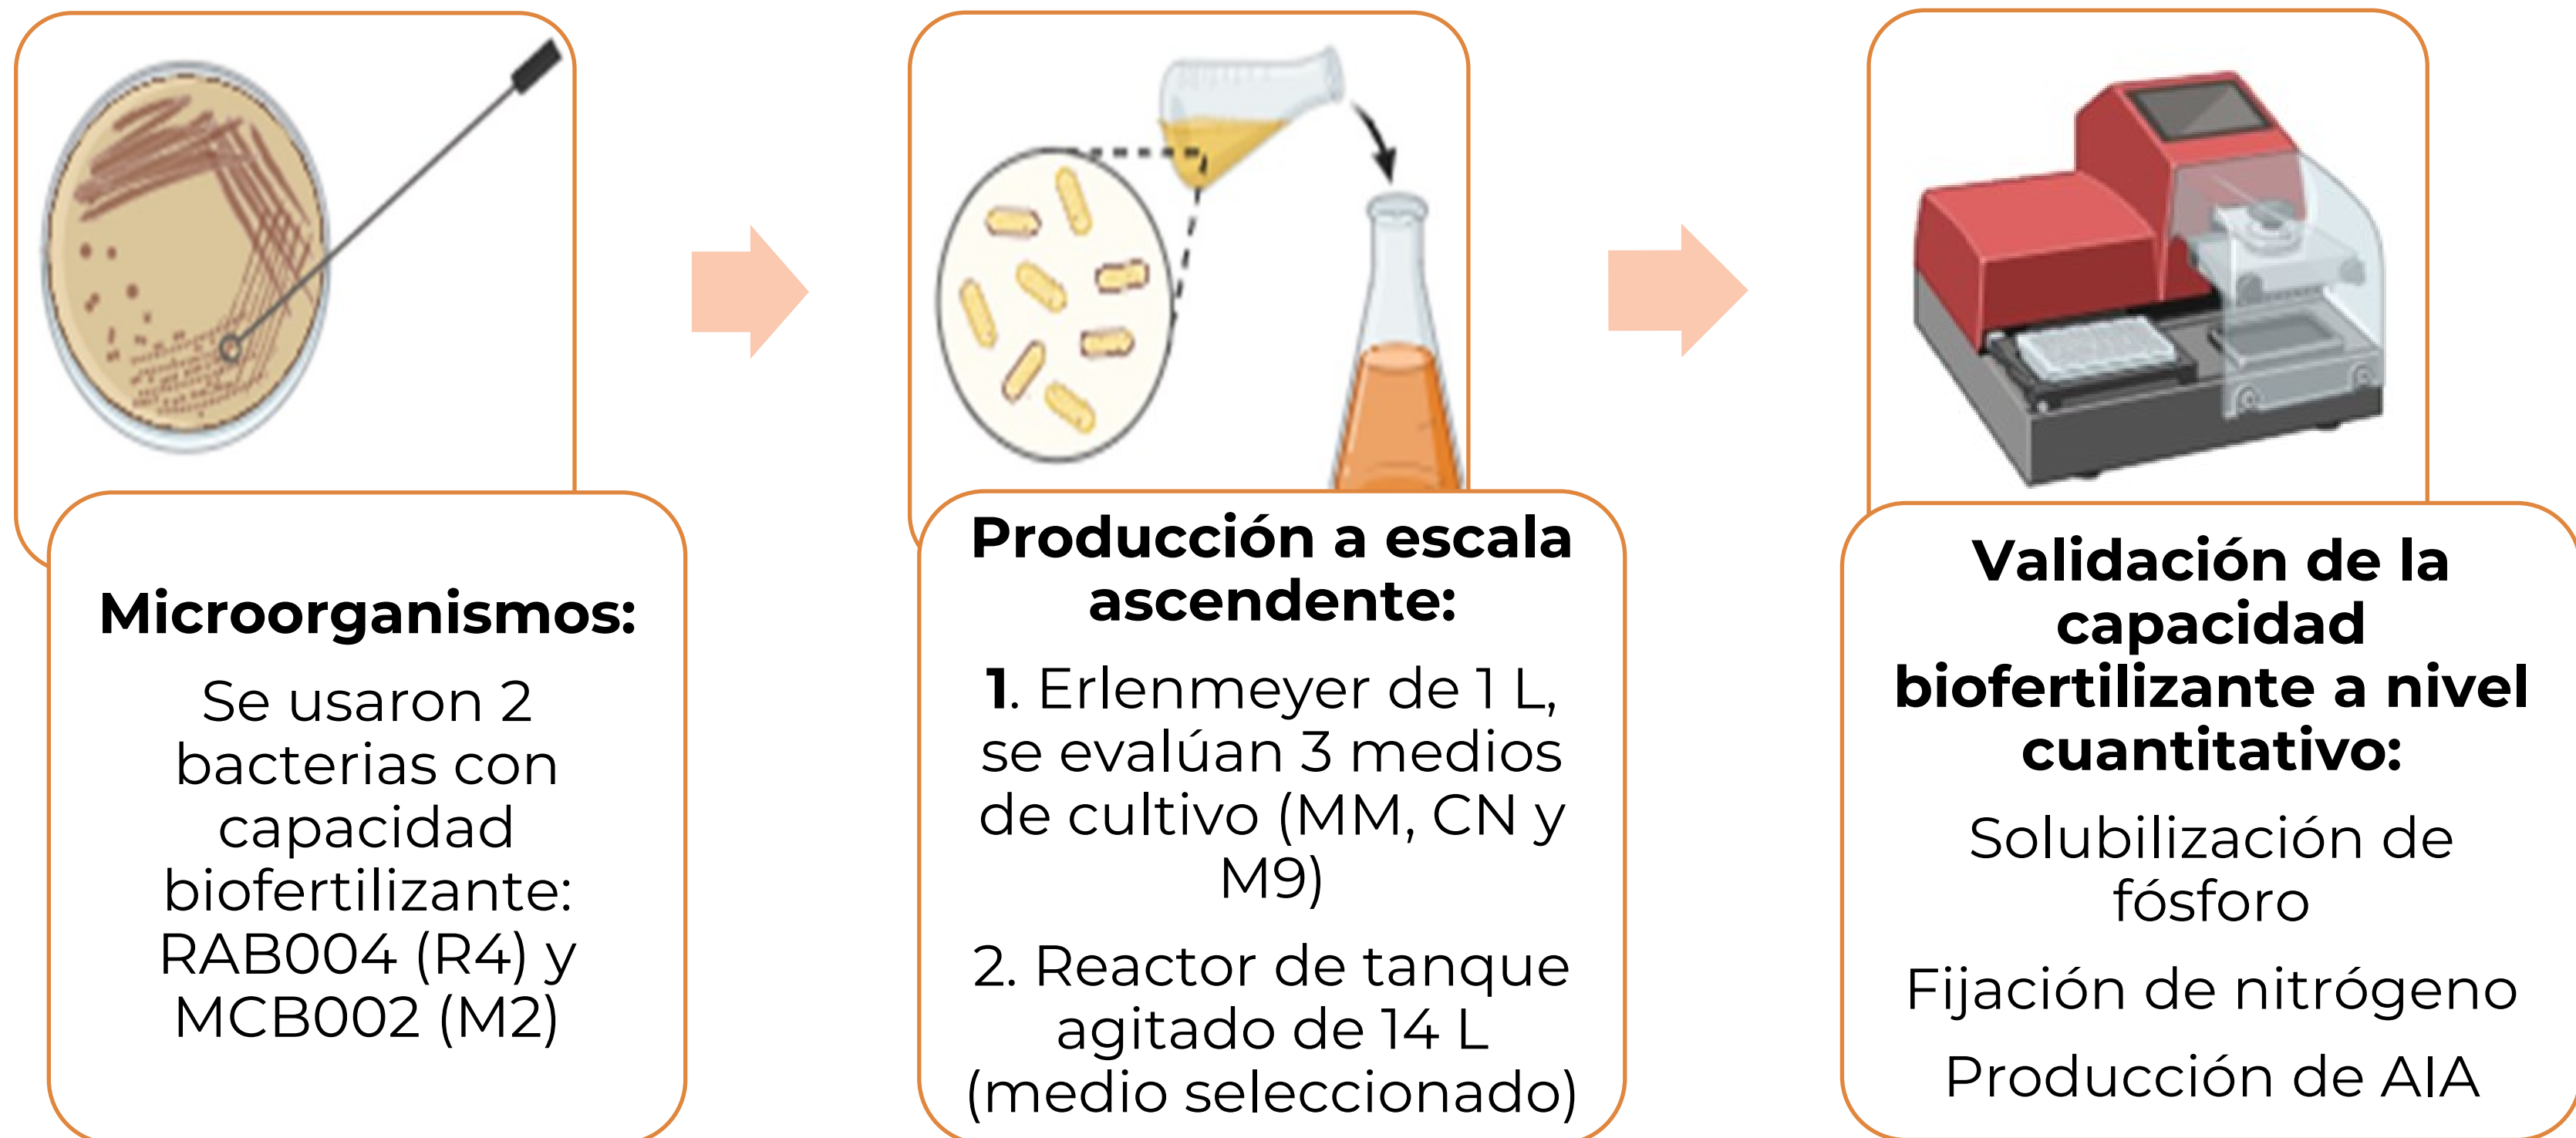 Microorganismos:
Se usaron 2
bacterias con
capacidad
biofertilizante:
RAB004 (R4) y
MCB002 (M2)
Producción a escala
ascendente:
1. Erlenmeyer de 1 L,
se evalúan 3 medios
de cultivo (MM, CN y
M9)
2. Reactor de tanque
agitado de 14 L
(medio seleccionado)
Validación de la
capacidad
biofertilizante a nivel
cuantitativo:
Solubilización de
fósforo
Fijación de nitrógeno
Producción de AIA